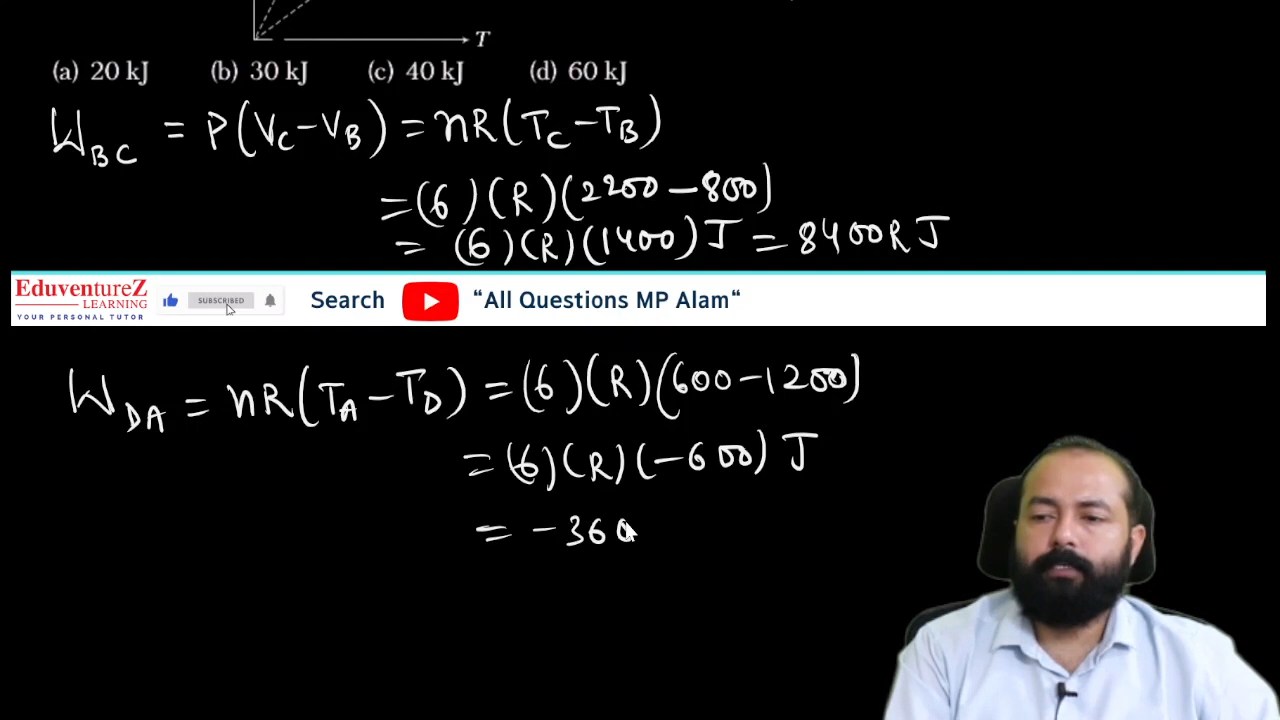 T
(a) 20 kJ (b) 30 kJ (c) 40 kJ (d) 60 kJ
W_BC = P(V_C - V_B) = nR(T_C - T_B)
= (6)(R)(2200 - 800)
= (6)(R)(1400) J = 8400R J
EduventureZ
LEARNING
YOUR PERSONAL TUTOR
SUBSCRIBED
Search "All Questions MP Alam"
W_DA = nR(T_A - T_D) = (6)(R)(600 - 1200)
= (6)(R)(-600) J
= -360